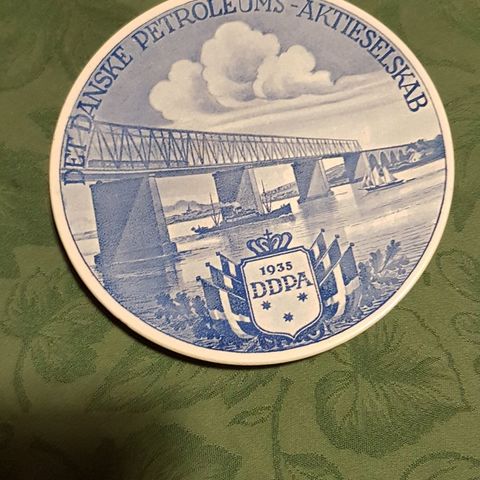 DET DANSKE PETROLEUMS-AKTIESELSKAB
1935
DDPA